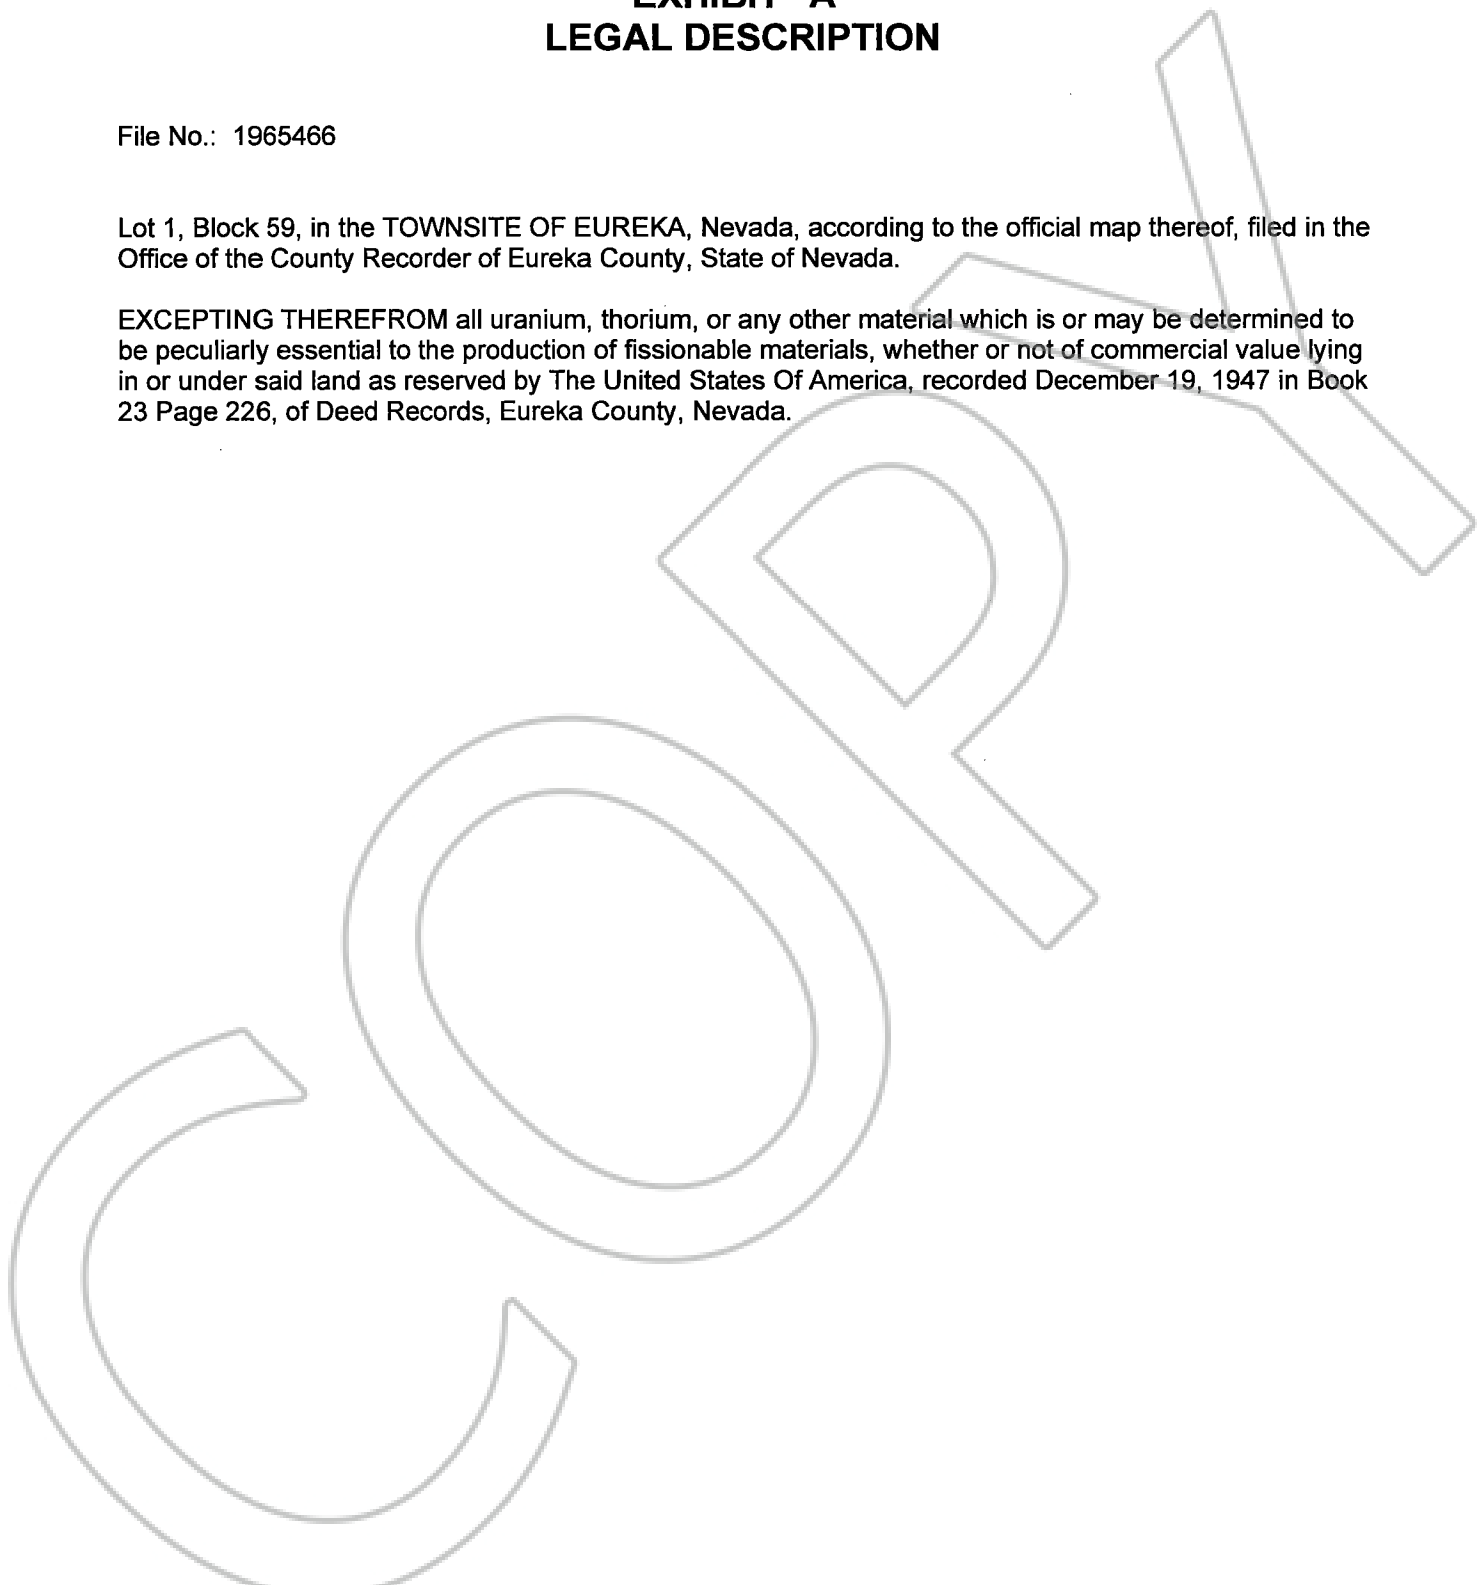 EXHIBIT "A"
LEGAL DESCRIPTION
File No.: 1965466
Lot 1, Block 59, in the TOWNSITE OF EUREKA, Nevada, according to the official map thereof, filed in the
Office of the County Recorder of Eureka County, State of Nevada.
EXCEPTING THEREFROM all uranium, thorium, or any other material which is or may be determined to
be peculiarly essential to the production of fissionable materials, whether or not of commercial value lying
in or under said land as reserved by The United States Of America, recorded December 19, 1947 in Book
23 Page 226, of Deed Records, Eureka County, Nevada.
COPY